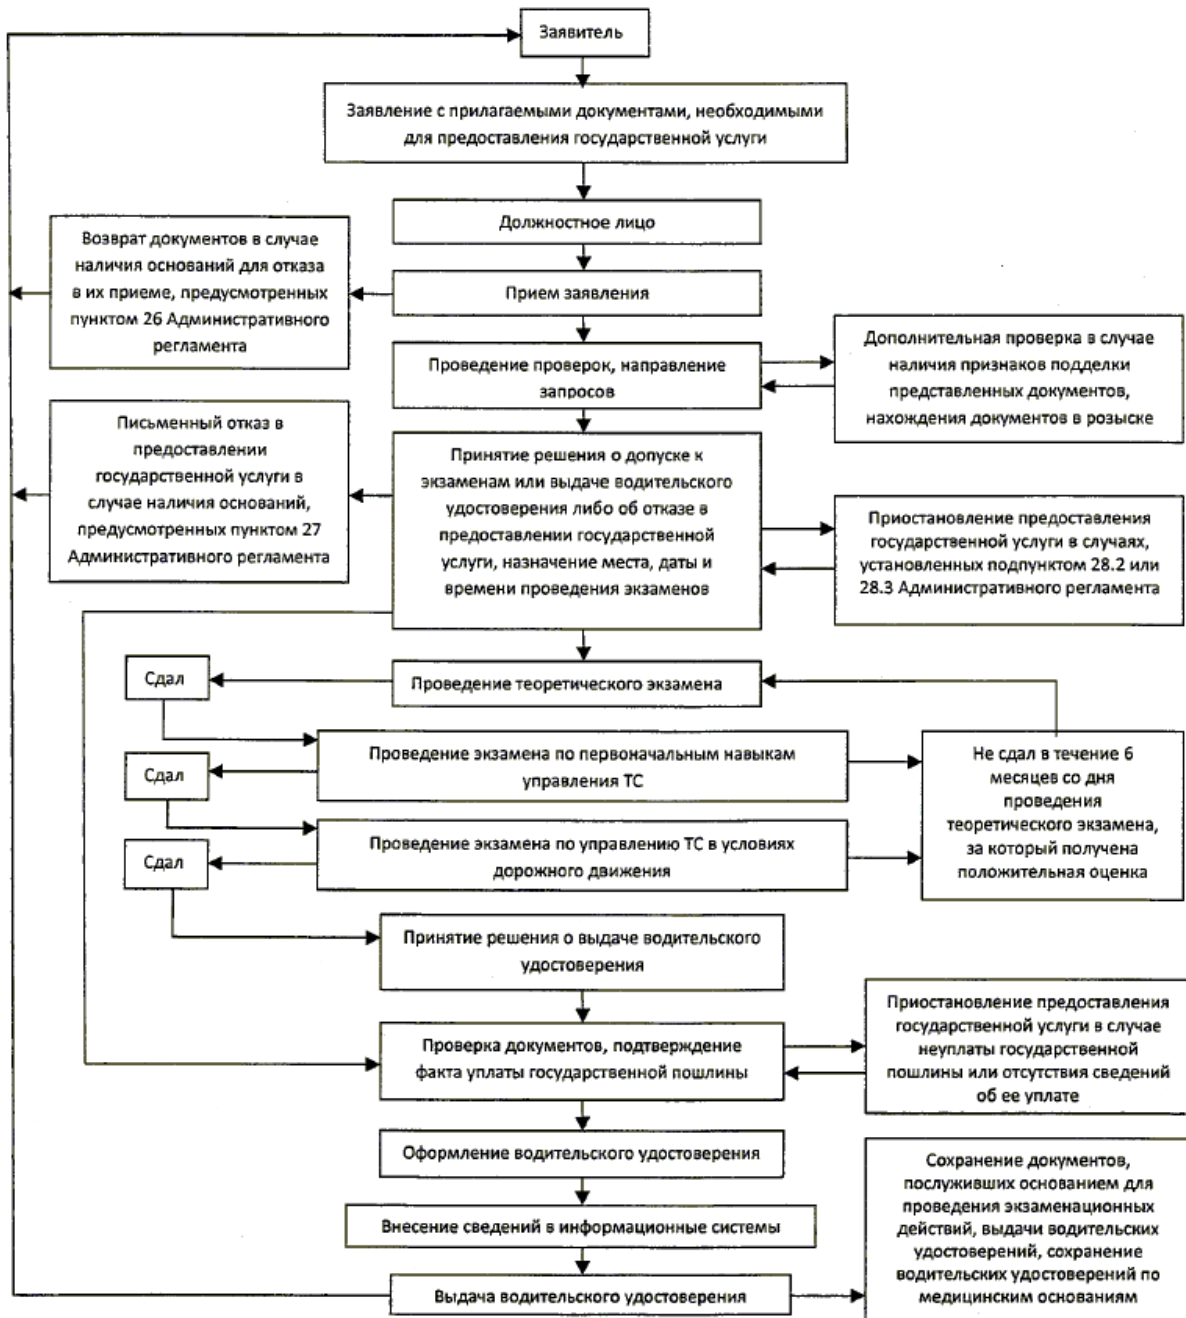 Заявитель
Заявление с прилагаемыми документами, необходимыми
для предоставления государственной услуги
Должностное лицо
Возврат документов в случае
наличия оснований для отказа
в их приеме, предусмотренных
пунктом 26 Административного
регламента
Прием заявления
Проведение проверок, направление
запросов
Дополнительная проверка в случае
наличия признаков подделки
представленных документов,
нахождения документов в розыске
Письменный отказ в
предоставлении
государственной услуги в
случае наличия оснований,
предусмотренных пунктом 27
Административного регламента
Принятие решения о допуске к
экзаменам или выдаче водительского
удостоверения либо об отказе в
предоставлении государственной
услуги, назначение места, даты и
времени проведения экзаменов
Приостановление предоставления
государственной услуги в случаях,
установленных подпунктом 28.2 или
28.3 Административного регламента
Сдал
Проведение теоретического экзамена
Проведение экзамена по первоначальным навыкам
управления ТС
Сдал
Не сдал в течение 6
месяцев со дня
проведения
теоретического экзамена,
за который получена
положительная оценка
Проведение экзамена по управлению ТС в условиях
дорожного движения
Сдал
Принятие решения о выдаче водительского
удостоверения
Проверка документов, подтверждение
факта уплаты государственной пошлины
Приостановление предоставления
государственной услуги в случае
неуплаты государственной
пошлины или отсутствия сведений
об ее уплате
Оформление водительского удостоверения
Внесение сведений в информационные системы
Выдача водительского удостоверения
Сохранение документов,
послуживших основанием для
проведения экзаменационных
действий, выдачи водительских
удостоверений, сохранение
водительских удостоверений по
медицинским основаниям